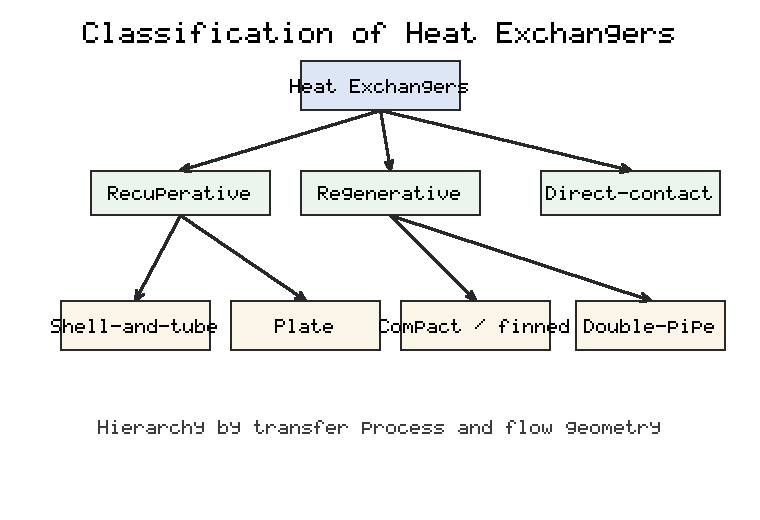 Classification of Heat Exchangers
Heat Exchangers
Recuperative
Regenerative
Direct-contact
Shell-and-tube
Plate
Compact / finned
Double-pipe
Hierarchy by transfer process and flow geometry